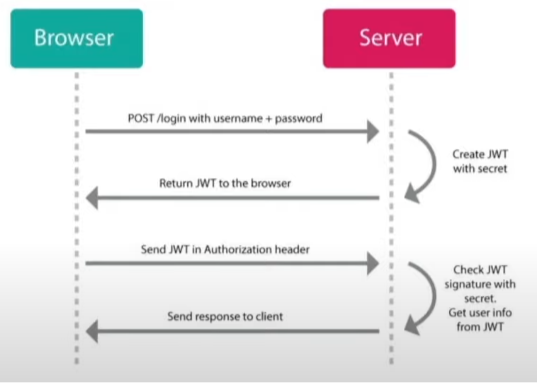 Browser
Server
POST /login with username + password
Create JWT
with secret
Return JWT to the browser
Send JWT in Authorization header
Check JWT
signature with
secret.
Get user info
from JWT
Send response to client